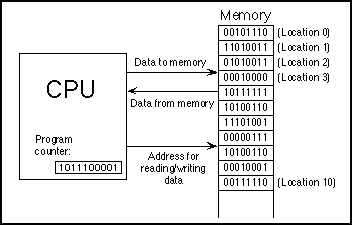 Memory
00101110 (Location 0)
11010011 (Location 1)
01010011 (Location 2)
00010000 (Location 3)
10111111
10100110
11101001
00000111
10100110
00010001
00111110 (Location 10)
Data to memory
CPU
Data from memory
Program
counter:
1011100001
Address for
reading/writing
data